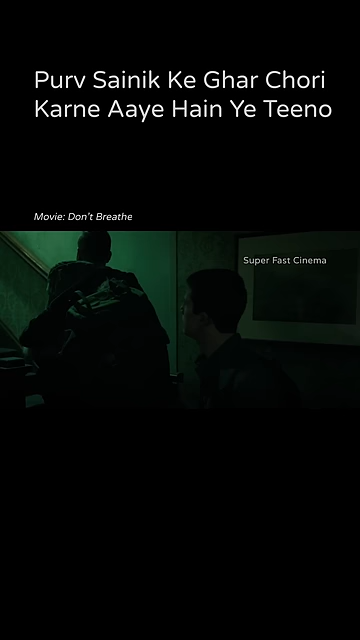 Purv Sainik Ke Ghar Chori
Karne Aaye Hain Ye Teeno
Movie: Don't Breathe
Super Fast Cinema